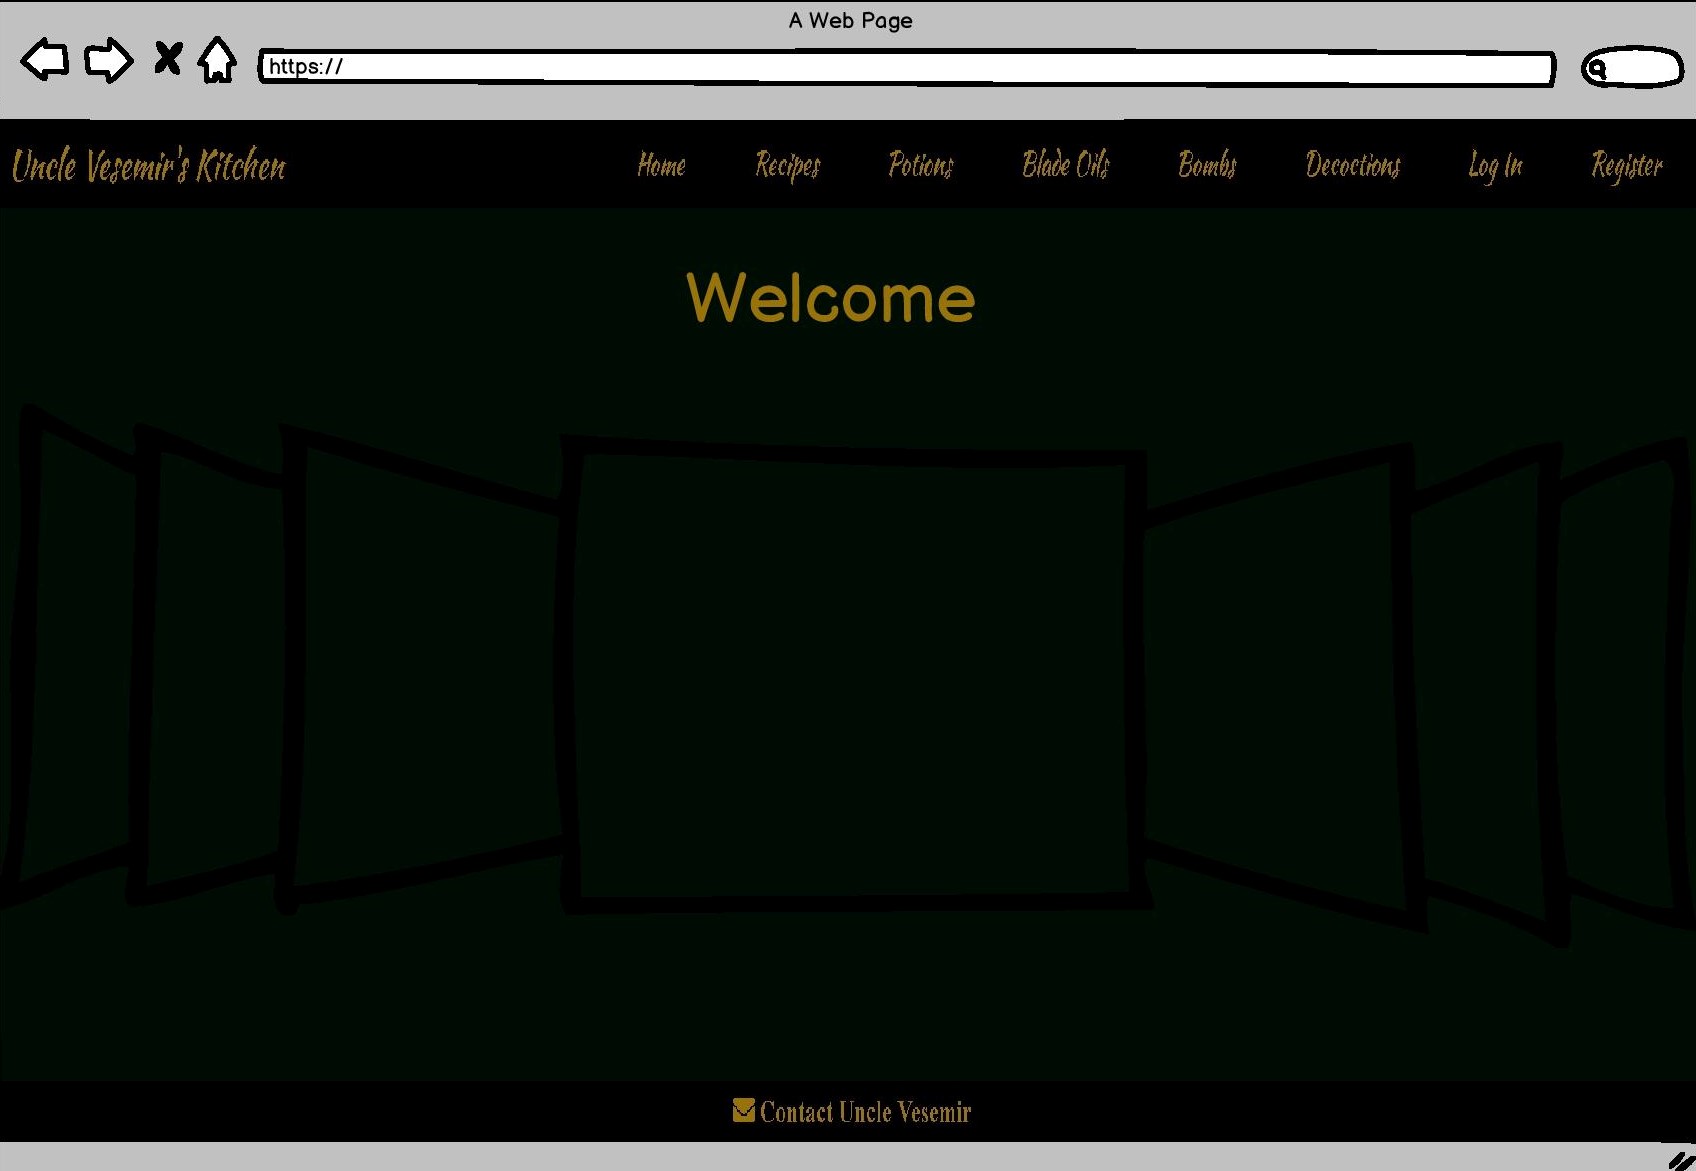 A Web Page
https://
Uncle Vesemir's Kitchen
Home Recipes Potions Blade Oils Bombs Decoctions Log In Register
Welcome
Contact Uncle Vesemir